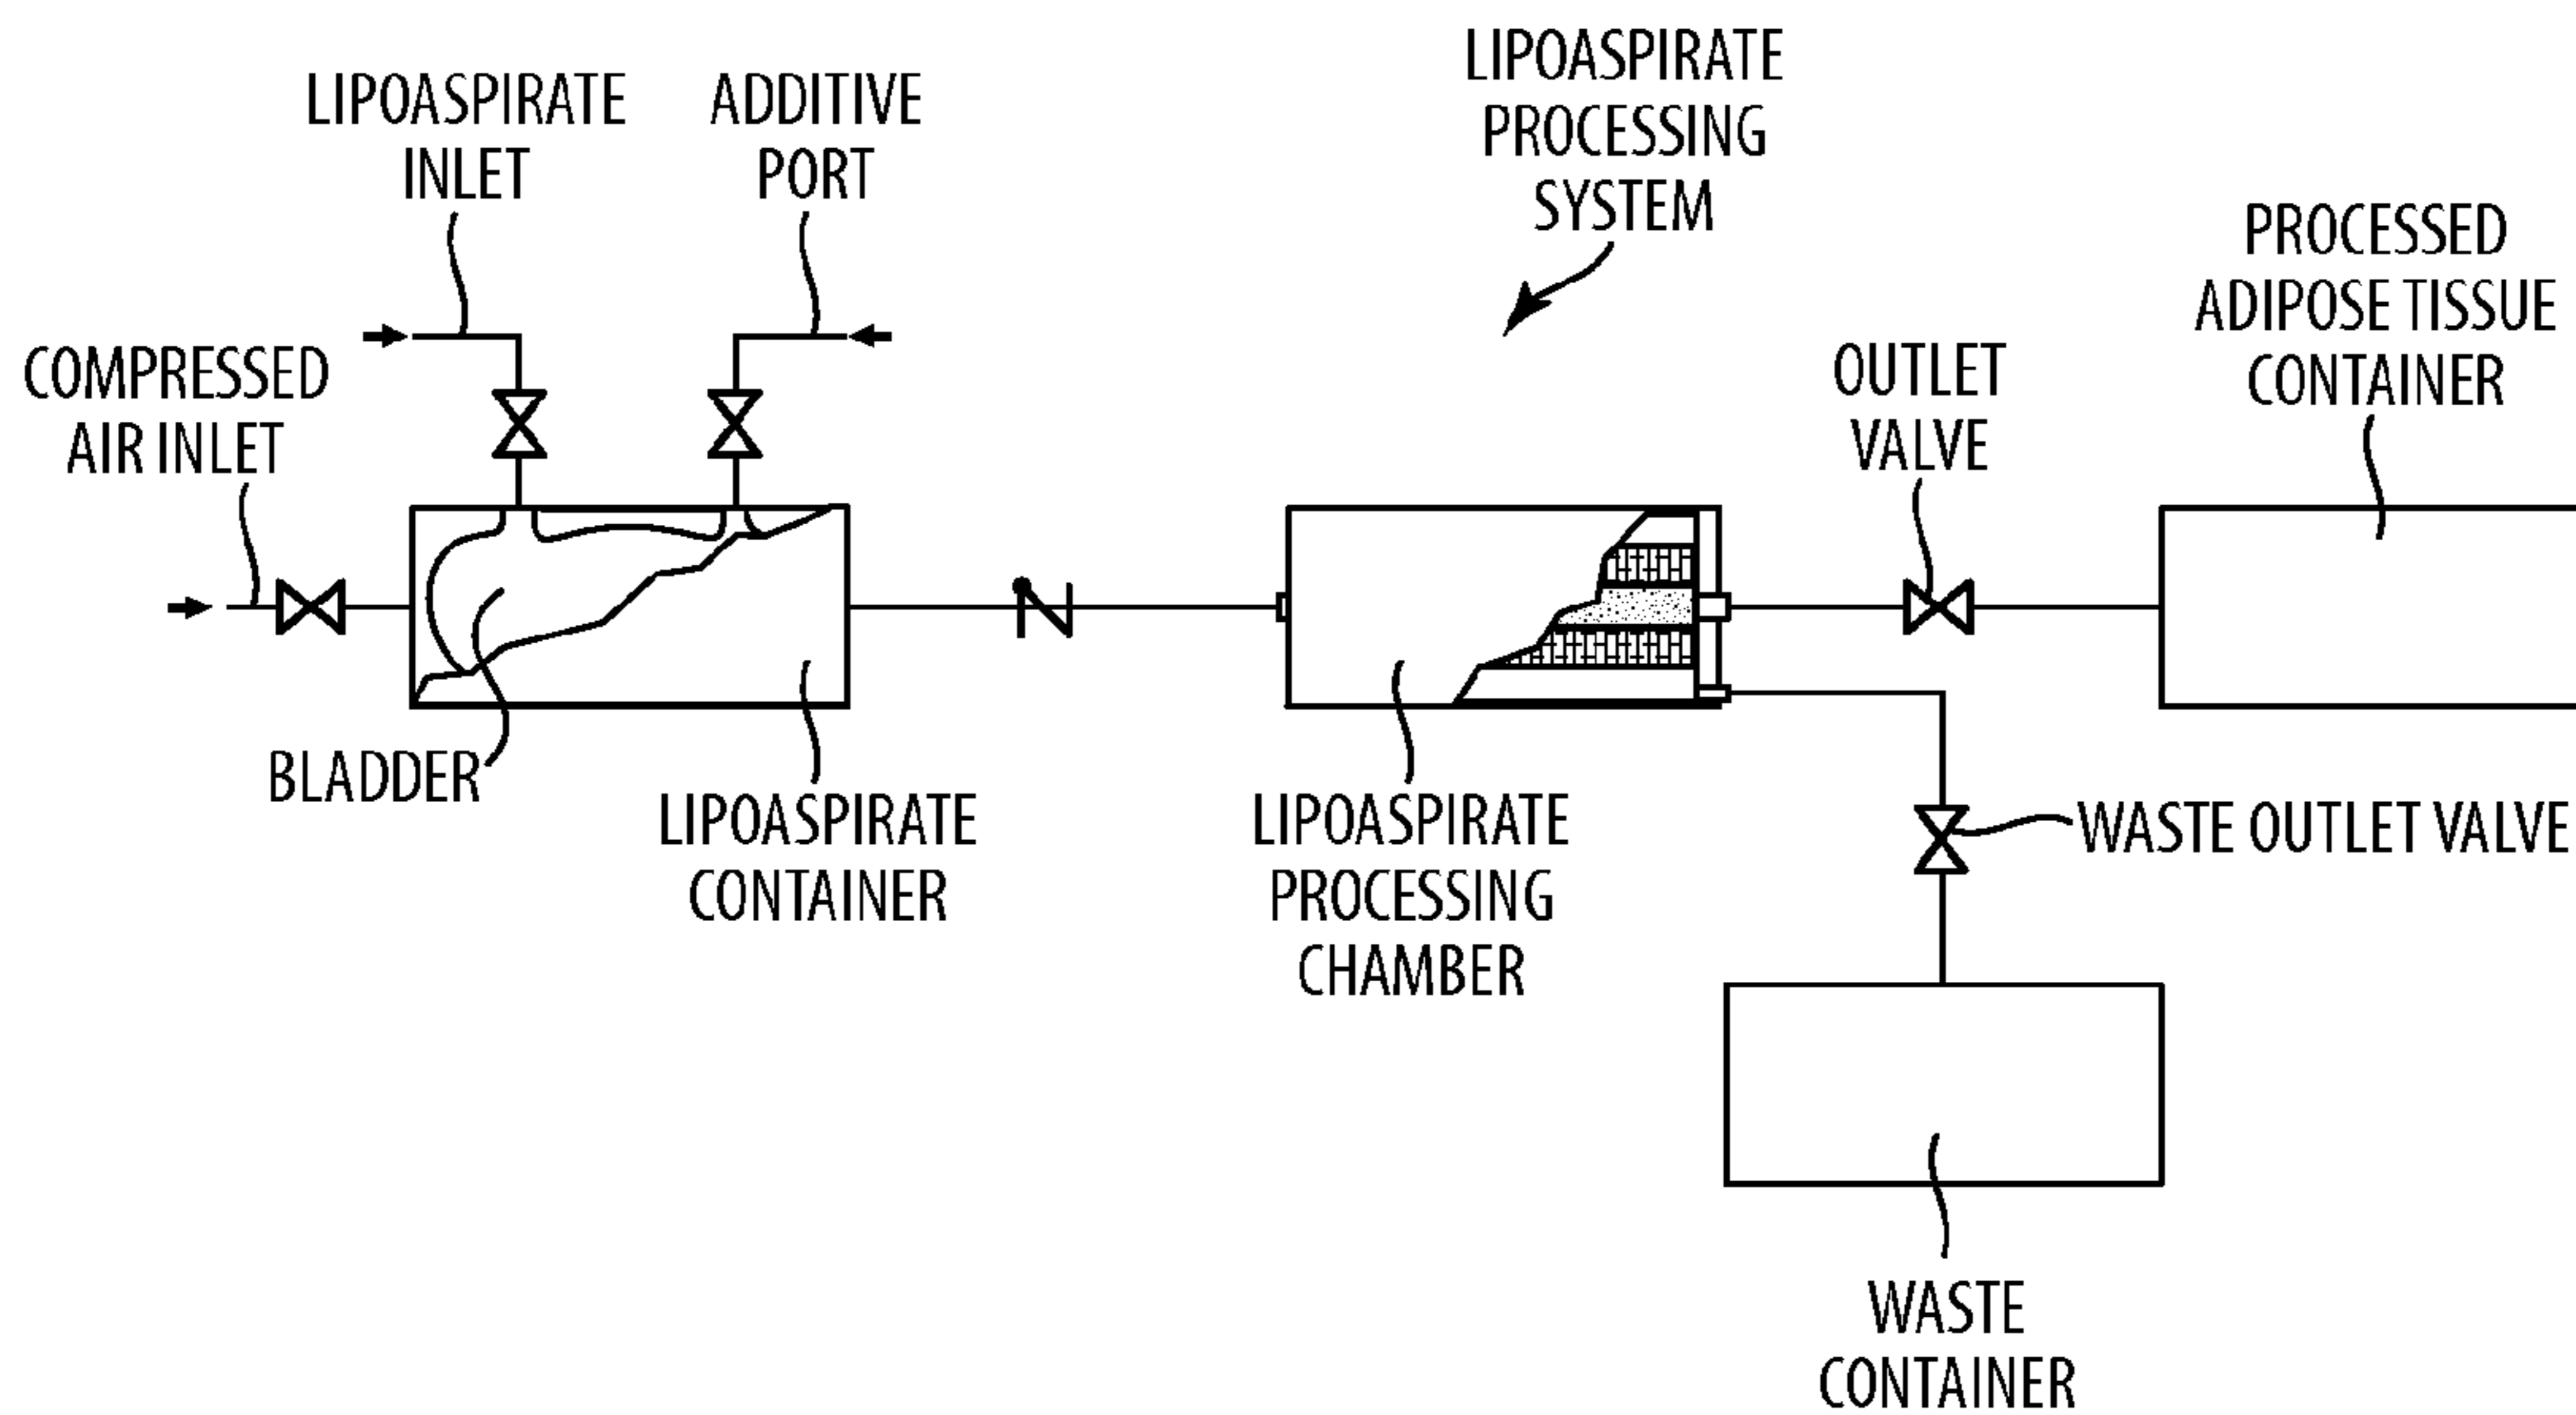 LIPOASPIRATE
INLET
ADDITIVE
PORT
LIPOASPIRATE
PROCESSING
SYSTEM
COMPRESSED
AIR INLET
OUTLET
VALVE
PROCESSED
ADIPOSE TISSUE
CONTAINER
BLADDER
LIPOASPIRATE
CONTAINER
LIPOASPIRATE
PROCESSING
CHAMBER
WASTE OUTLET VALVE
WASTE
CONTAINER